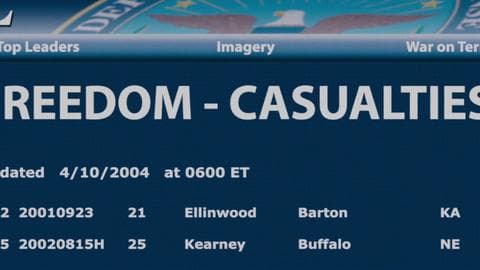 Top Leaders Imagery War on Ter
REEDOM - CASUALTIES
dated 4/10/2004 at 0600 ET
2 20010923 21 Ellinwood Barton KA
5 20020815H 25 Kearney Buffalo NE